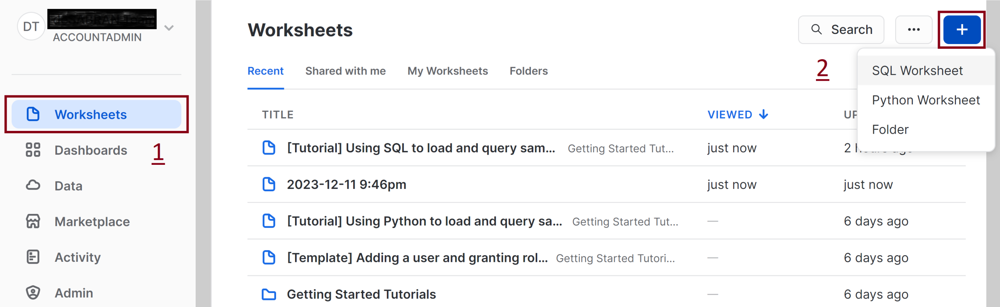 DT
ACCOUNTADMIN
Worksheets
Dashboards
1
Data
Marketplace
Activity
Admin
Worksheets
Search
...
+
Recent Shared with me My Worksheets Folders
2
SQL Worksheet
Python Worksheet
Folder
TITLE VIEWED UP
[Tutorial] Using SQL to load and query sam... Getting Started Tut... just now 2
2023-12-11 9:46pm just now just now
[Tutorial] Using Python to load and query sa... Getting Started Tut... — 6 days ago
[Template] Adding a user and granting rol... Getting Started Tutori... — 6 days ago
Getting Started Tutorials — 6 days ago